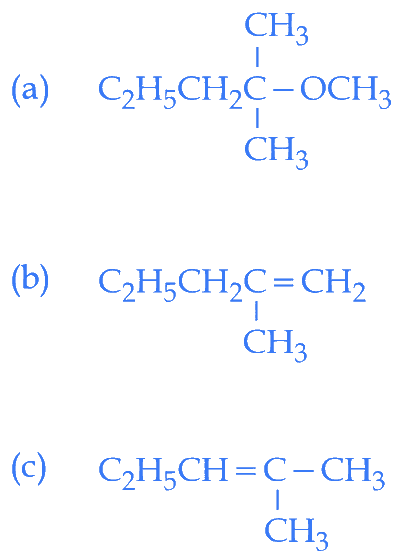 CH₃
(a) C₂H₅CH₂C – OCH₃
CH₃
(b) C₂H₅CH₂C = CH₂
CH₃
(c) C₂H₅CH = C – CH₃
CH₃